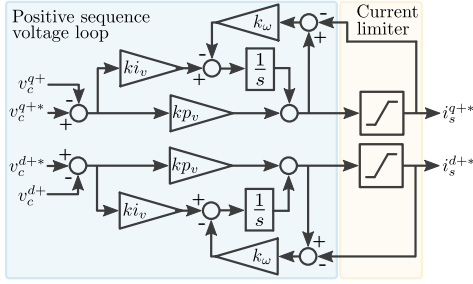 Positive sequence
voltage loop
Current
limiter
k_ω
-
-
+
v_c^{q+}
ki_v
-
+
1/s
-
v_c^{q+*}
+
kp_v
i_s^{q+*}
v_c^{d+*}
+
-
kp_v
i_s^{d+*}
v_c^{d+}
ki_v
+
-
1/s
k_ω
+
-